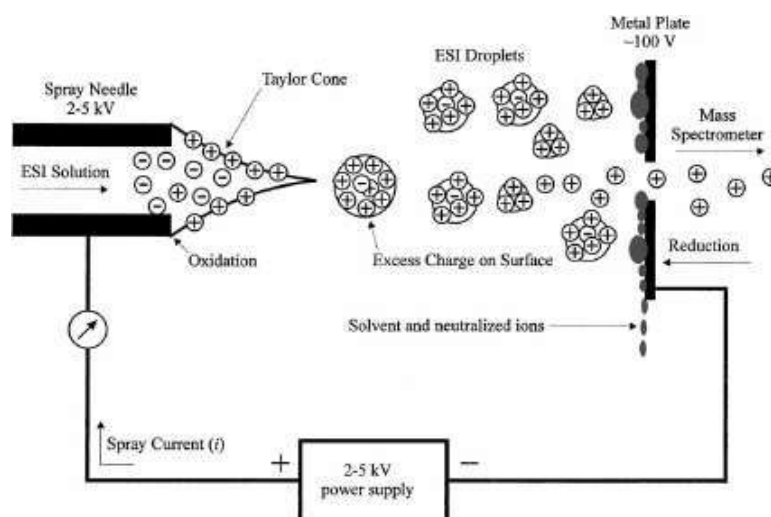 Metal Plate
~100 V
ESI Droplets
Taylor Cone
Spray Needle
2-5 kV
Mass
Spectrometer
ESI Solution
Oxidation
Excess Charge on Surface
Reduction
Solvent and neutralized ions
Spray Current (i)
+
−
2-5 kV
power supply